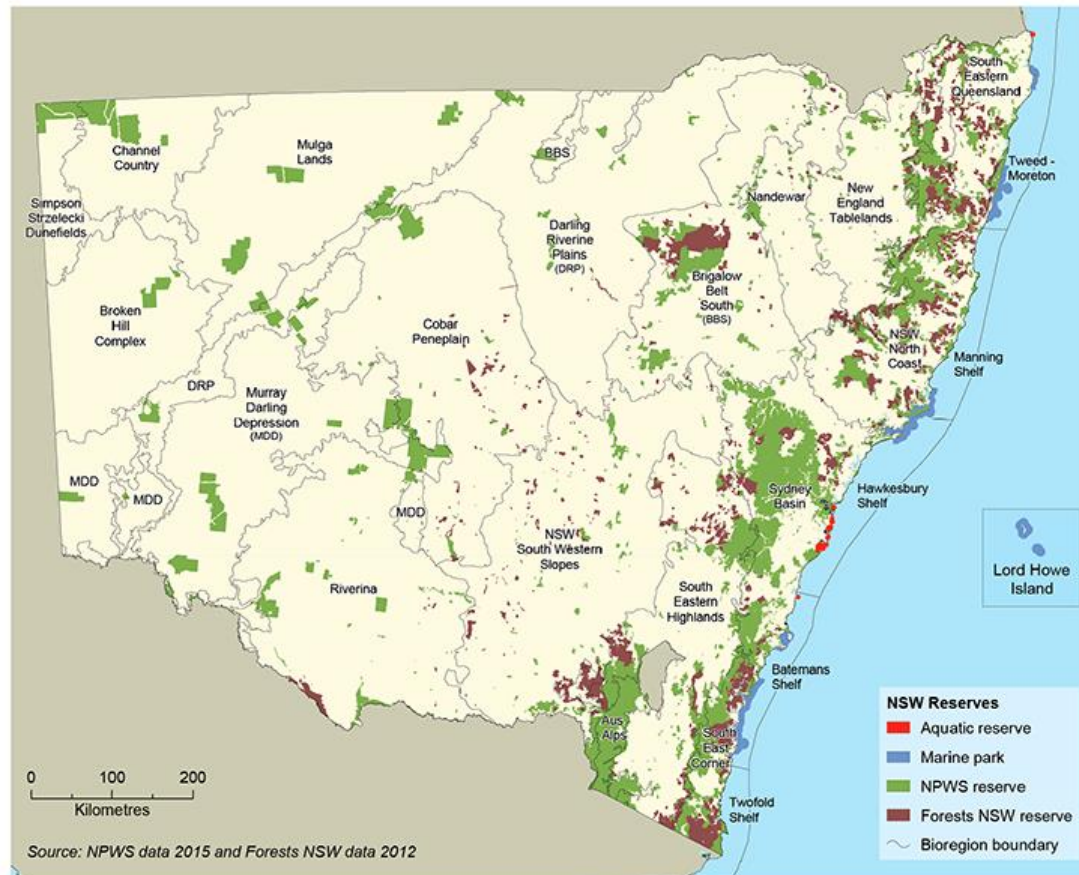 South
Eastern
Queensland
Channel
Country
Mulga
Lands
BBS
Tweed -
Moreton
Simpson
Strzelecki
Dunefields
Nandewar
New
England
Tablelands
Darling
Riverine
Plains
(DRP)
Brigalow
Belt
South
(BBS)
Broken
Hill
Complex
Cobar
Peneplain
NSW
North
Coast
Manning
Shelf
DRP
Murray
Darling
Depression
(MDD)
MDD
MDD
MDD
Sydney
Basin
Hawkesbury
Shelf
NSW
South Western
Slopes
Lord Howe
Island
Riverina
South
Eastern
Highlands
Batemans
Shelf
Aus
Alps
South
East
Corner
Twofold
Shelf
NSW Reserves
Aquatic reserve
Marine park
NPWS reserve
Forests NSW reserve
Bioregion boundary
0 100 200
Kilometres
Source: NPWS data 2015 and Forests NSW data 2012